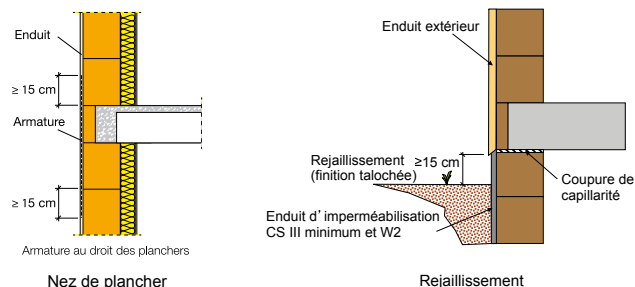 Enduit
≥ 15 cm
Armature
≥ 15 cm
Armature au droit des planchers
Nez de plancher
Enduit extérieur
≥15 cm
Rejaillissement
(finition talochée)
Coupure de
capillarité
Enduit d'imperméabilisation
CS III minimum et W2
Rejaillissement